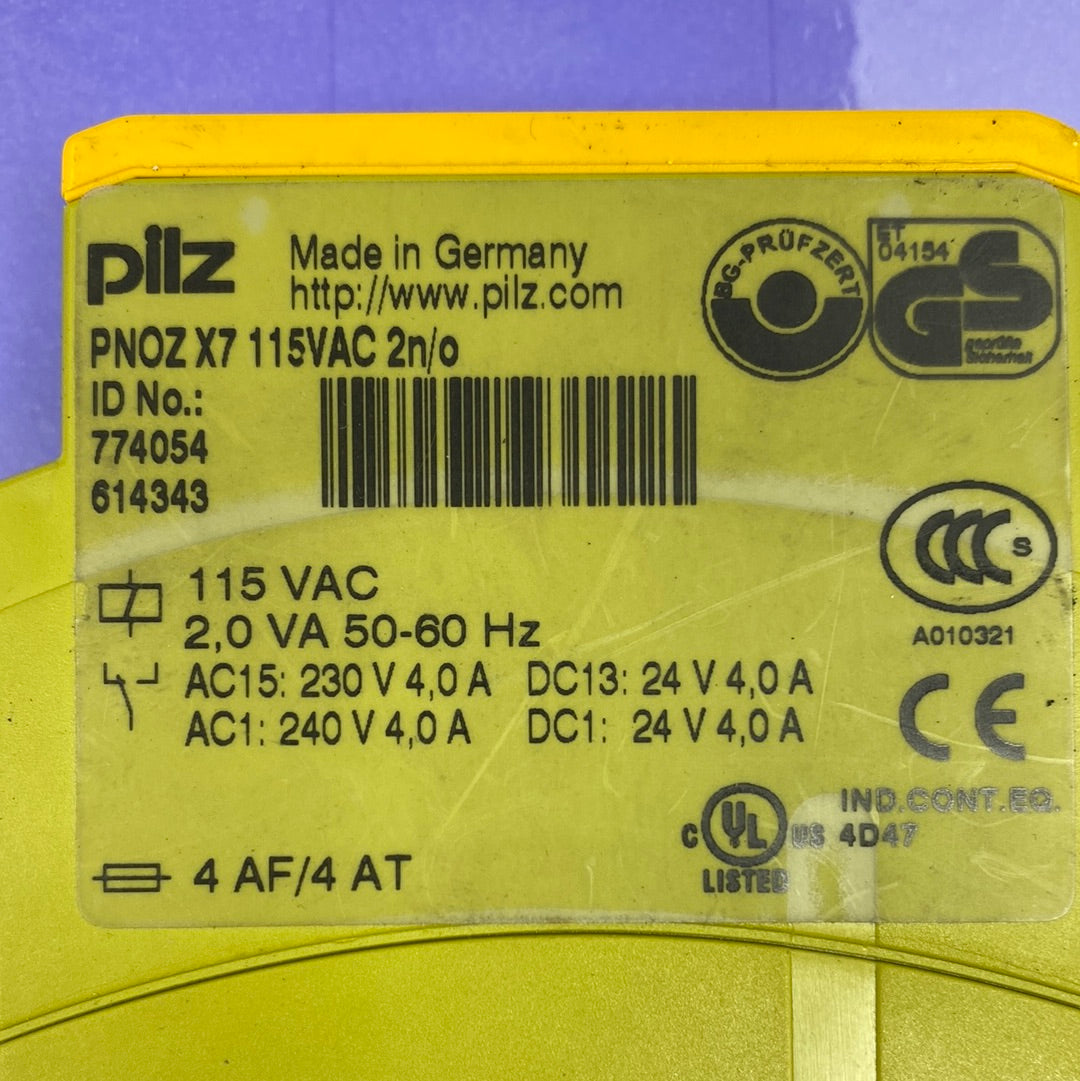 pilz
Made in Germany
http://www.pilz.com
BG-PRÜFZERT
ET
04154
GS
geprüfte
Sicherheit
PNOZ X7 115VAC 2n/o
ID No.:
774054
614343
CCC S
A010321
115 VAC
2,0 VA 50-60 Hz
AC15: 230 V 4,0 A DC13: 24 V 4,0 A
AC1: 240 V 4,0 A DC1: 24 V 4,0 A
CE
C UL US
LISTED
IND.CONT.EQ.
4D47
4 AF/4 AT